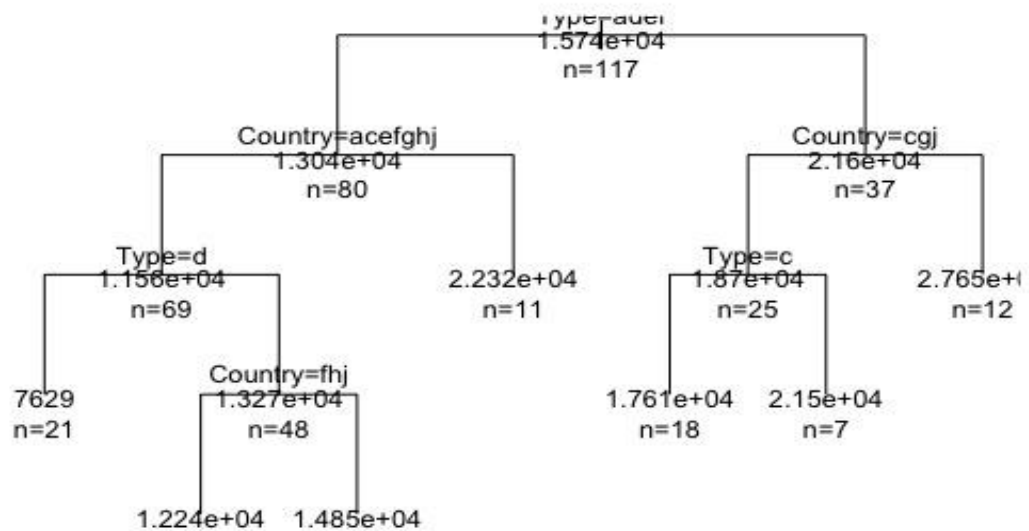 1.574e+04
n=117
Country=acefghj
1.304e+04
n=80
Country=cgj
2.16e+04
n=37
Type=d
1.156e+04
n=69
2.232e+04
n=11
Type=c
1.87e+04
n=25
n=12
Country=fhj
7629
n=21
1.327e+04
n=48
1.761e+04
n=18
2.15e+04
n=7
1.224e+04
1.485e+04